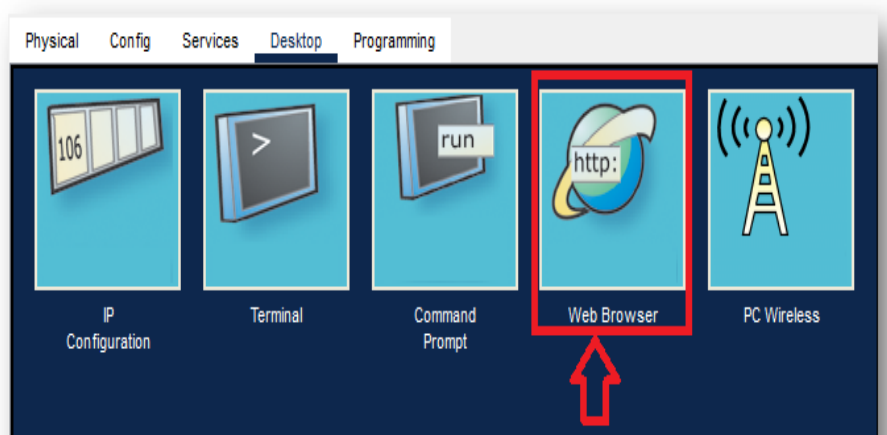 Physical Config Services Desktop Programming
106
>
run
http:
IP
Configuration
Terminal
Command
Prompt
Web Browser
PC Wireless